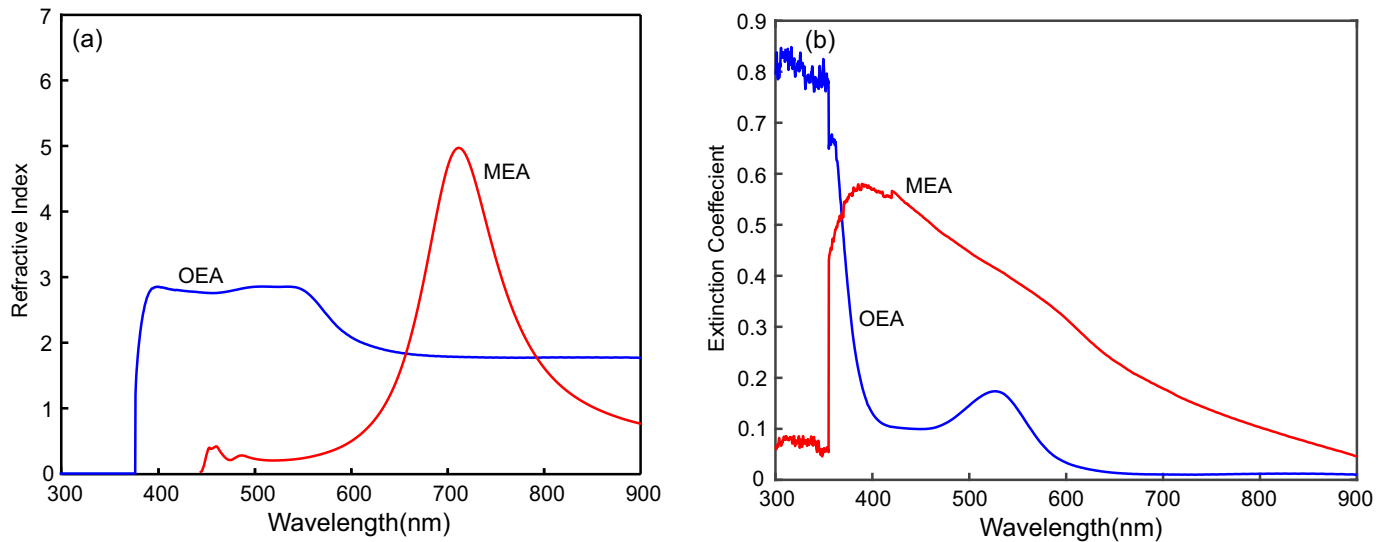 (a)
7
6
5
4
3
2
1
0
Refractive Index
OEA
MEA
300 400 500 600 700 800 900
Wavelength(nm)
(b)
0.9
0.8
0.7
0.6
0.5
0.4
0.3
0.2
0.1
0
Extinction Coeffecient
MEA
OEA
300 400 500 600 700 800 900
Wavelength(nm)